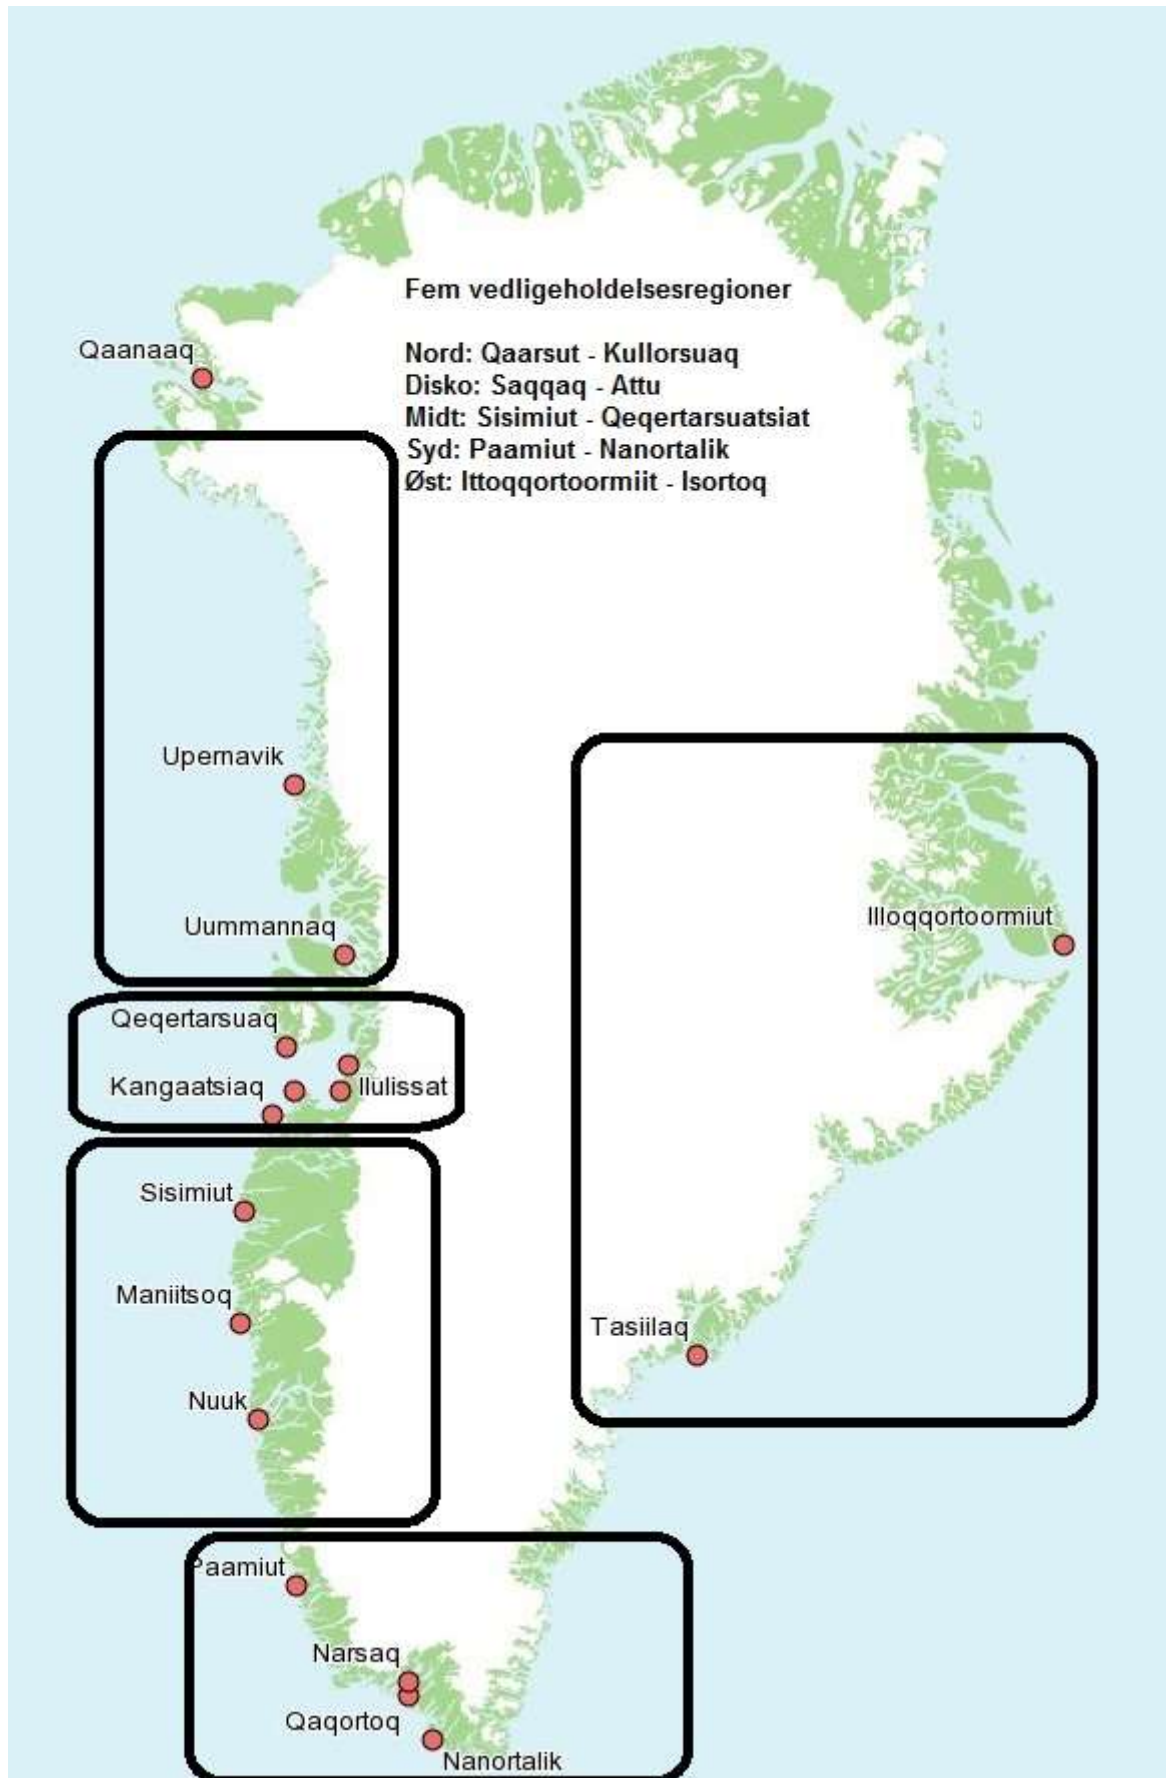 Fem vedligeholdelsesregioner
Nord: Qaarsut - Kullorsuaq
Disko: Saqqaq - Attu
Midt: Sisimiut - Qeqertarsuatsiat
Syd: Paamiut - Nanortalik
Øst: Ittoqqortoormiit - Isortoq
Qaanaaq
Upernavik
Uummannaq
Illoqqortoormiut
Qeqertarsuaq
Kangaatsiaq
Ilulissat
Sisimiut
Maniitsoq
Tasiilaq
Nuuk
Paamiut
Narsaq
Qaqortoq
Nanortalik